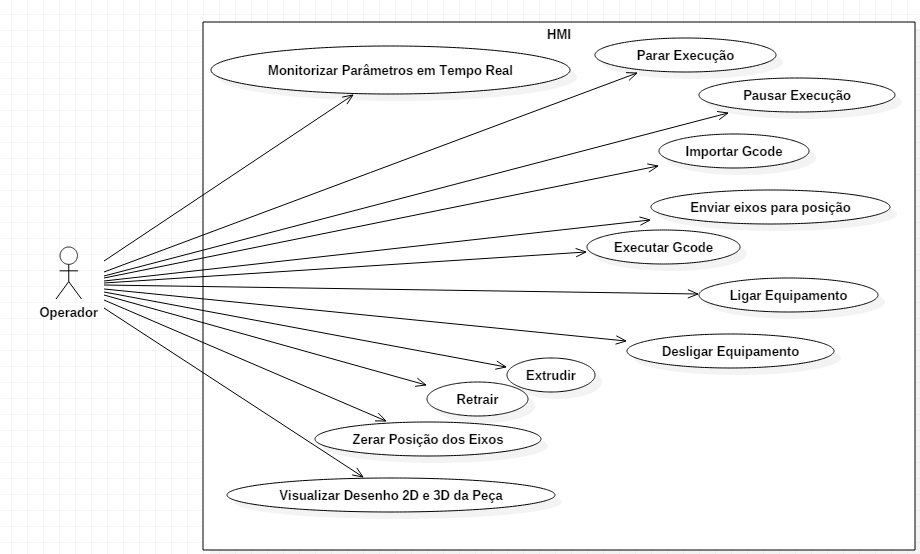 HMI
Monitorizar Parâmetros em Tempo Real
Parar Execução
Pausar Execução
Importar Gcode
Enviar eixos para posição
Executar Gcode
Operador
Ligar Equipamento
Desligar Equipamento
Extrudir
Retrair
Zerar Posição dos Eixos
Visualizar Desenho 2D e 3D da Peça